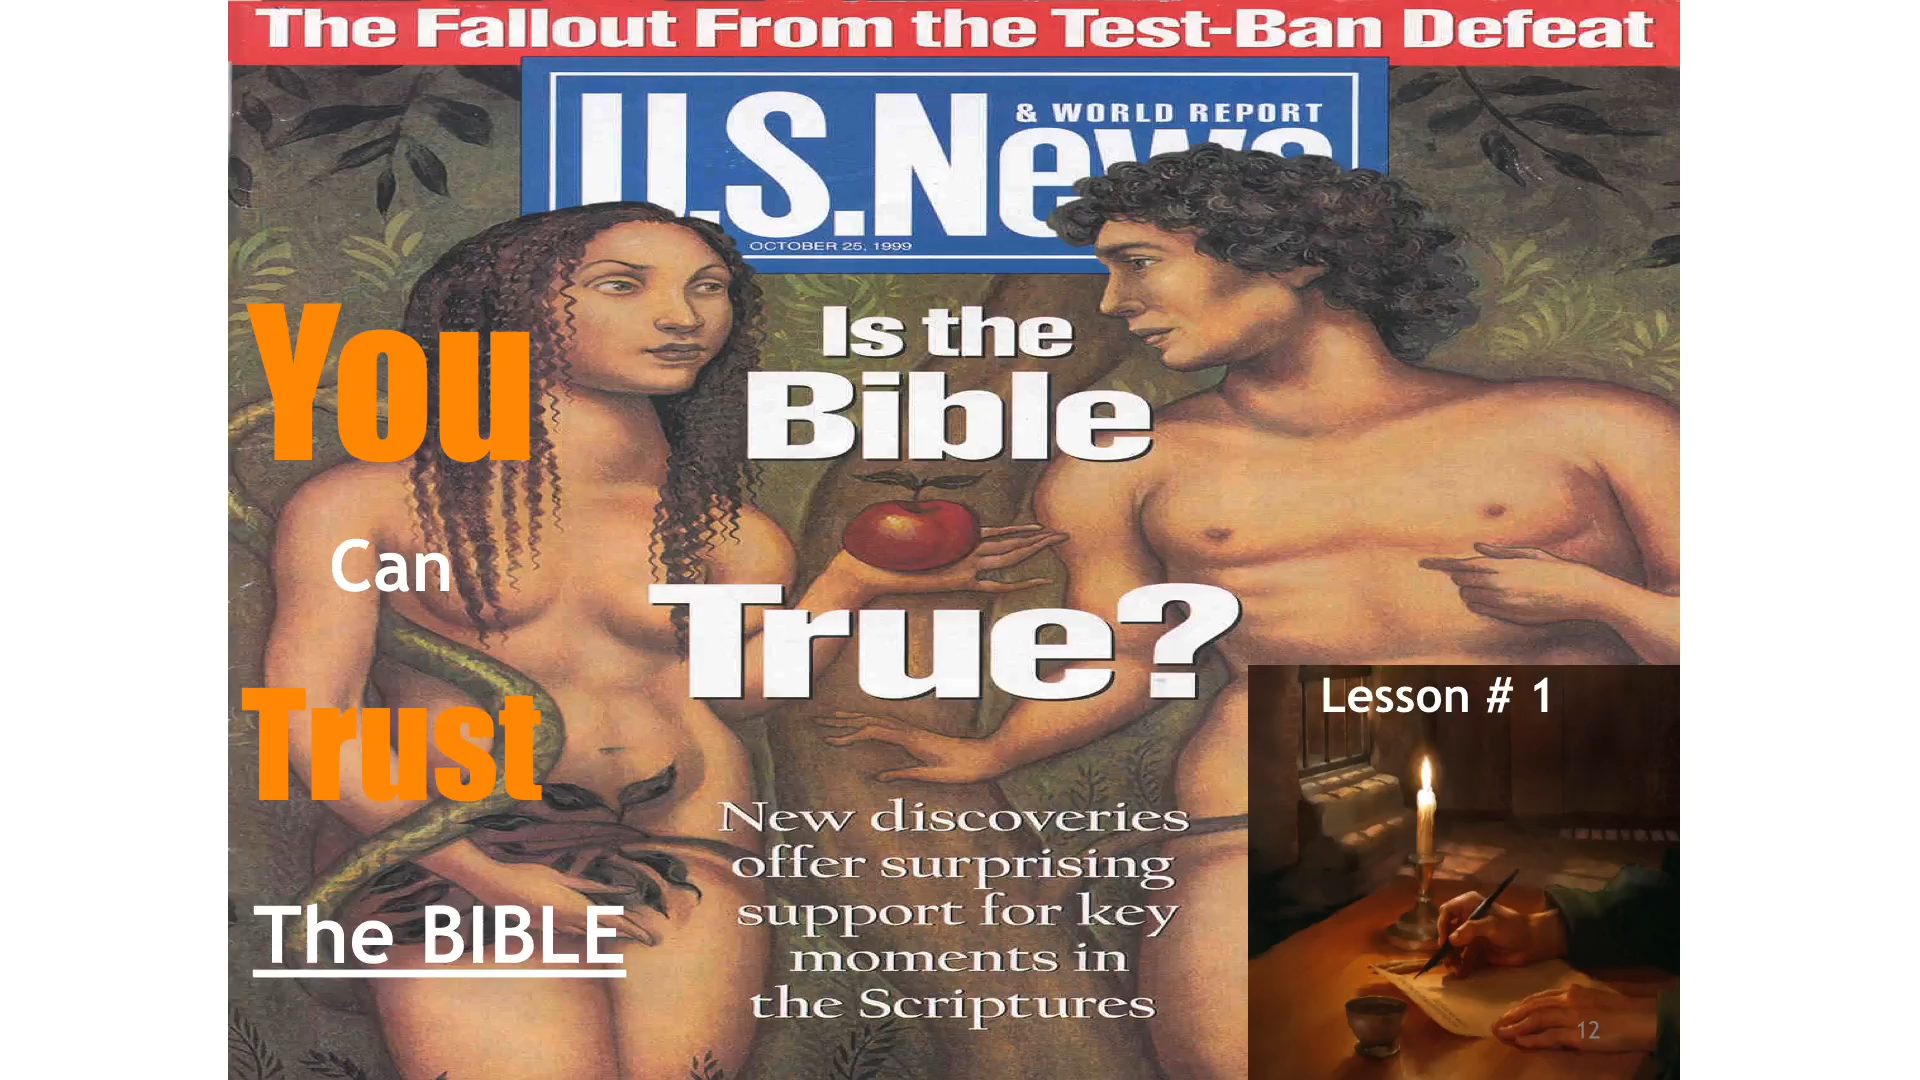 The Fallout From the Test-Ban Defeat
U.S. News
& WORLD REPORT
OCTOBER 25, 1999
Is the
Bible
True?
New discoveries
offer surprising
support for key
moments in
the Scriptures
You
Can
Trust
The BIBLE
Lesson # 1
12